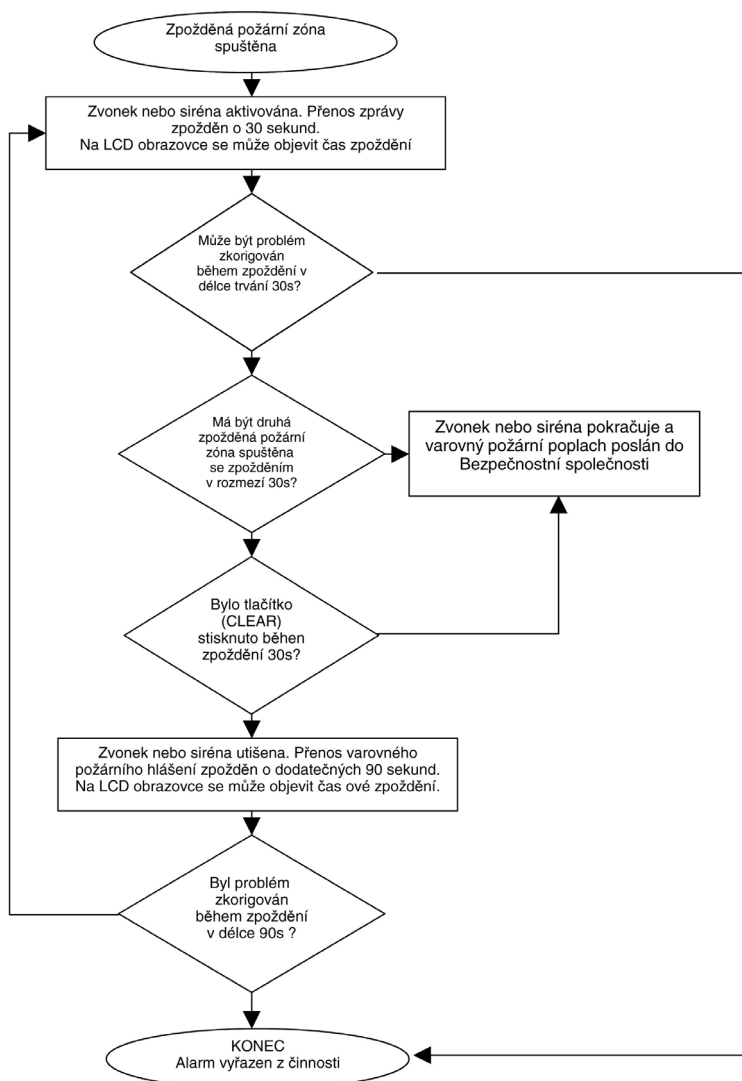 Zpožděná požární zóna
spuštěna
Zvonek nebo siréna aktivována. Přenos zprávy
zpožděn o 30 sekund.
Na LCD obrazovce se může objevit čas zpoždění
Může být problém
zkorigován
během zpoždění v
délce trvání 30s?
Má být druhá
zpožděná požární
zóna spuštěna
se zpožděním
v rozmezí 30s?
Zvonek nebo siréna pokračuje a
varovný požární poplach poslán do
Bezpečnostní společnosti
Bylo tlačítko
(CLEAR)
stisknuto běhen
zpoždění 30s?
Zvonek nebo siréna utišena. Přenos varovného
požárního hlášení zpožděn o dodatečných 90 sekund.
Na LCD obrazovce se může objevit čas ové zpoždění.
Byl problém
zkorigován
během zpoždění
v délce 90s ?
KONEC
Alarm vyřazen z činnosti